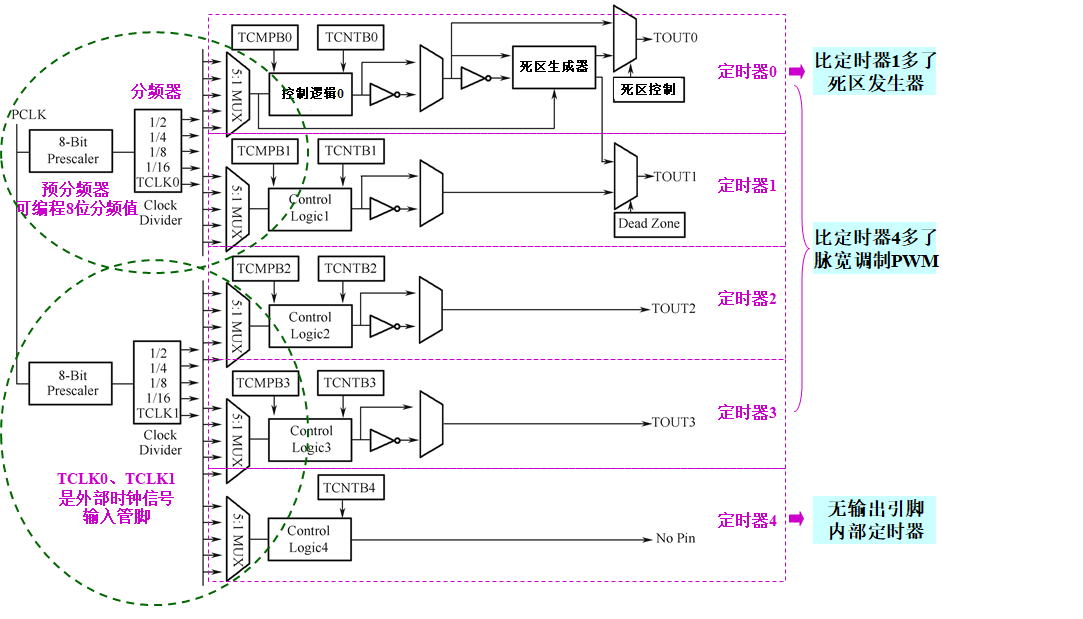 PCLK
8-Bit
Prescaler
预分频器
可编程8位分频值
分频器
1/2
1/4
1/8
1/16
TCLK0
Clock
Divider
5:1 MUX
TCMPB0
TCNTB0
控制逻辑0
死区生成器
死区控制
TOUT0
定时器0
比定时器1多了
死区发生器
5:1 MUX
TCMPB1
TCNTB1
Control
Logic1
Dead Zone
TOUT1
定时器1
比定时器4多了
脉宽调制PWM
5:1 MUX
TCMPB2
TCNTB2
Control
Logic2
TOUT2
定时器2
8-Bit
Prescaler
1/2
1/4
1/8
1/16
TCLK1
Clock
Divider
5:1 MUX
TCMPB3
TCNTB3
Control
Logic3
TOUT3
定时器3
TCLK0、TCLK1
是外部时钟信号
输入管脚
5:1 MUX
TCNTB4
Control
Logic4
No Pin
定时器4
无输出引脚
内部定时器